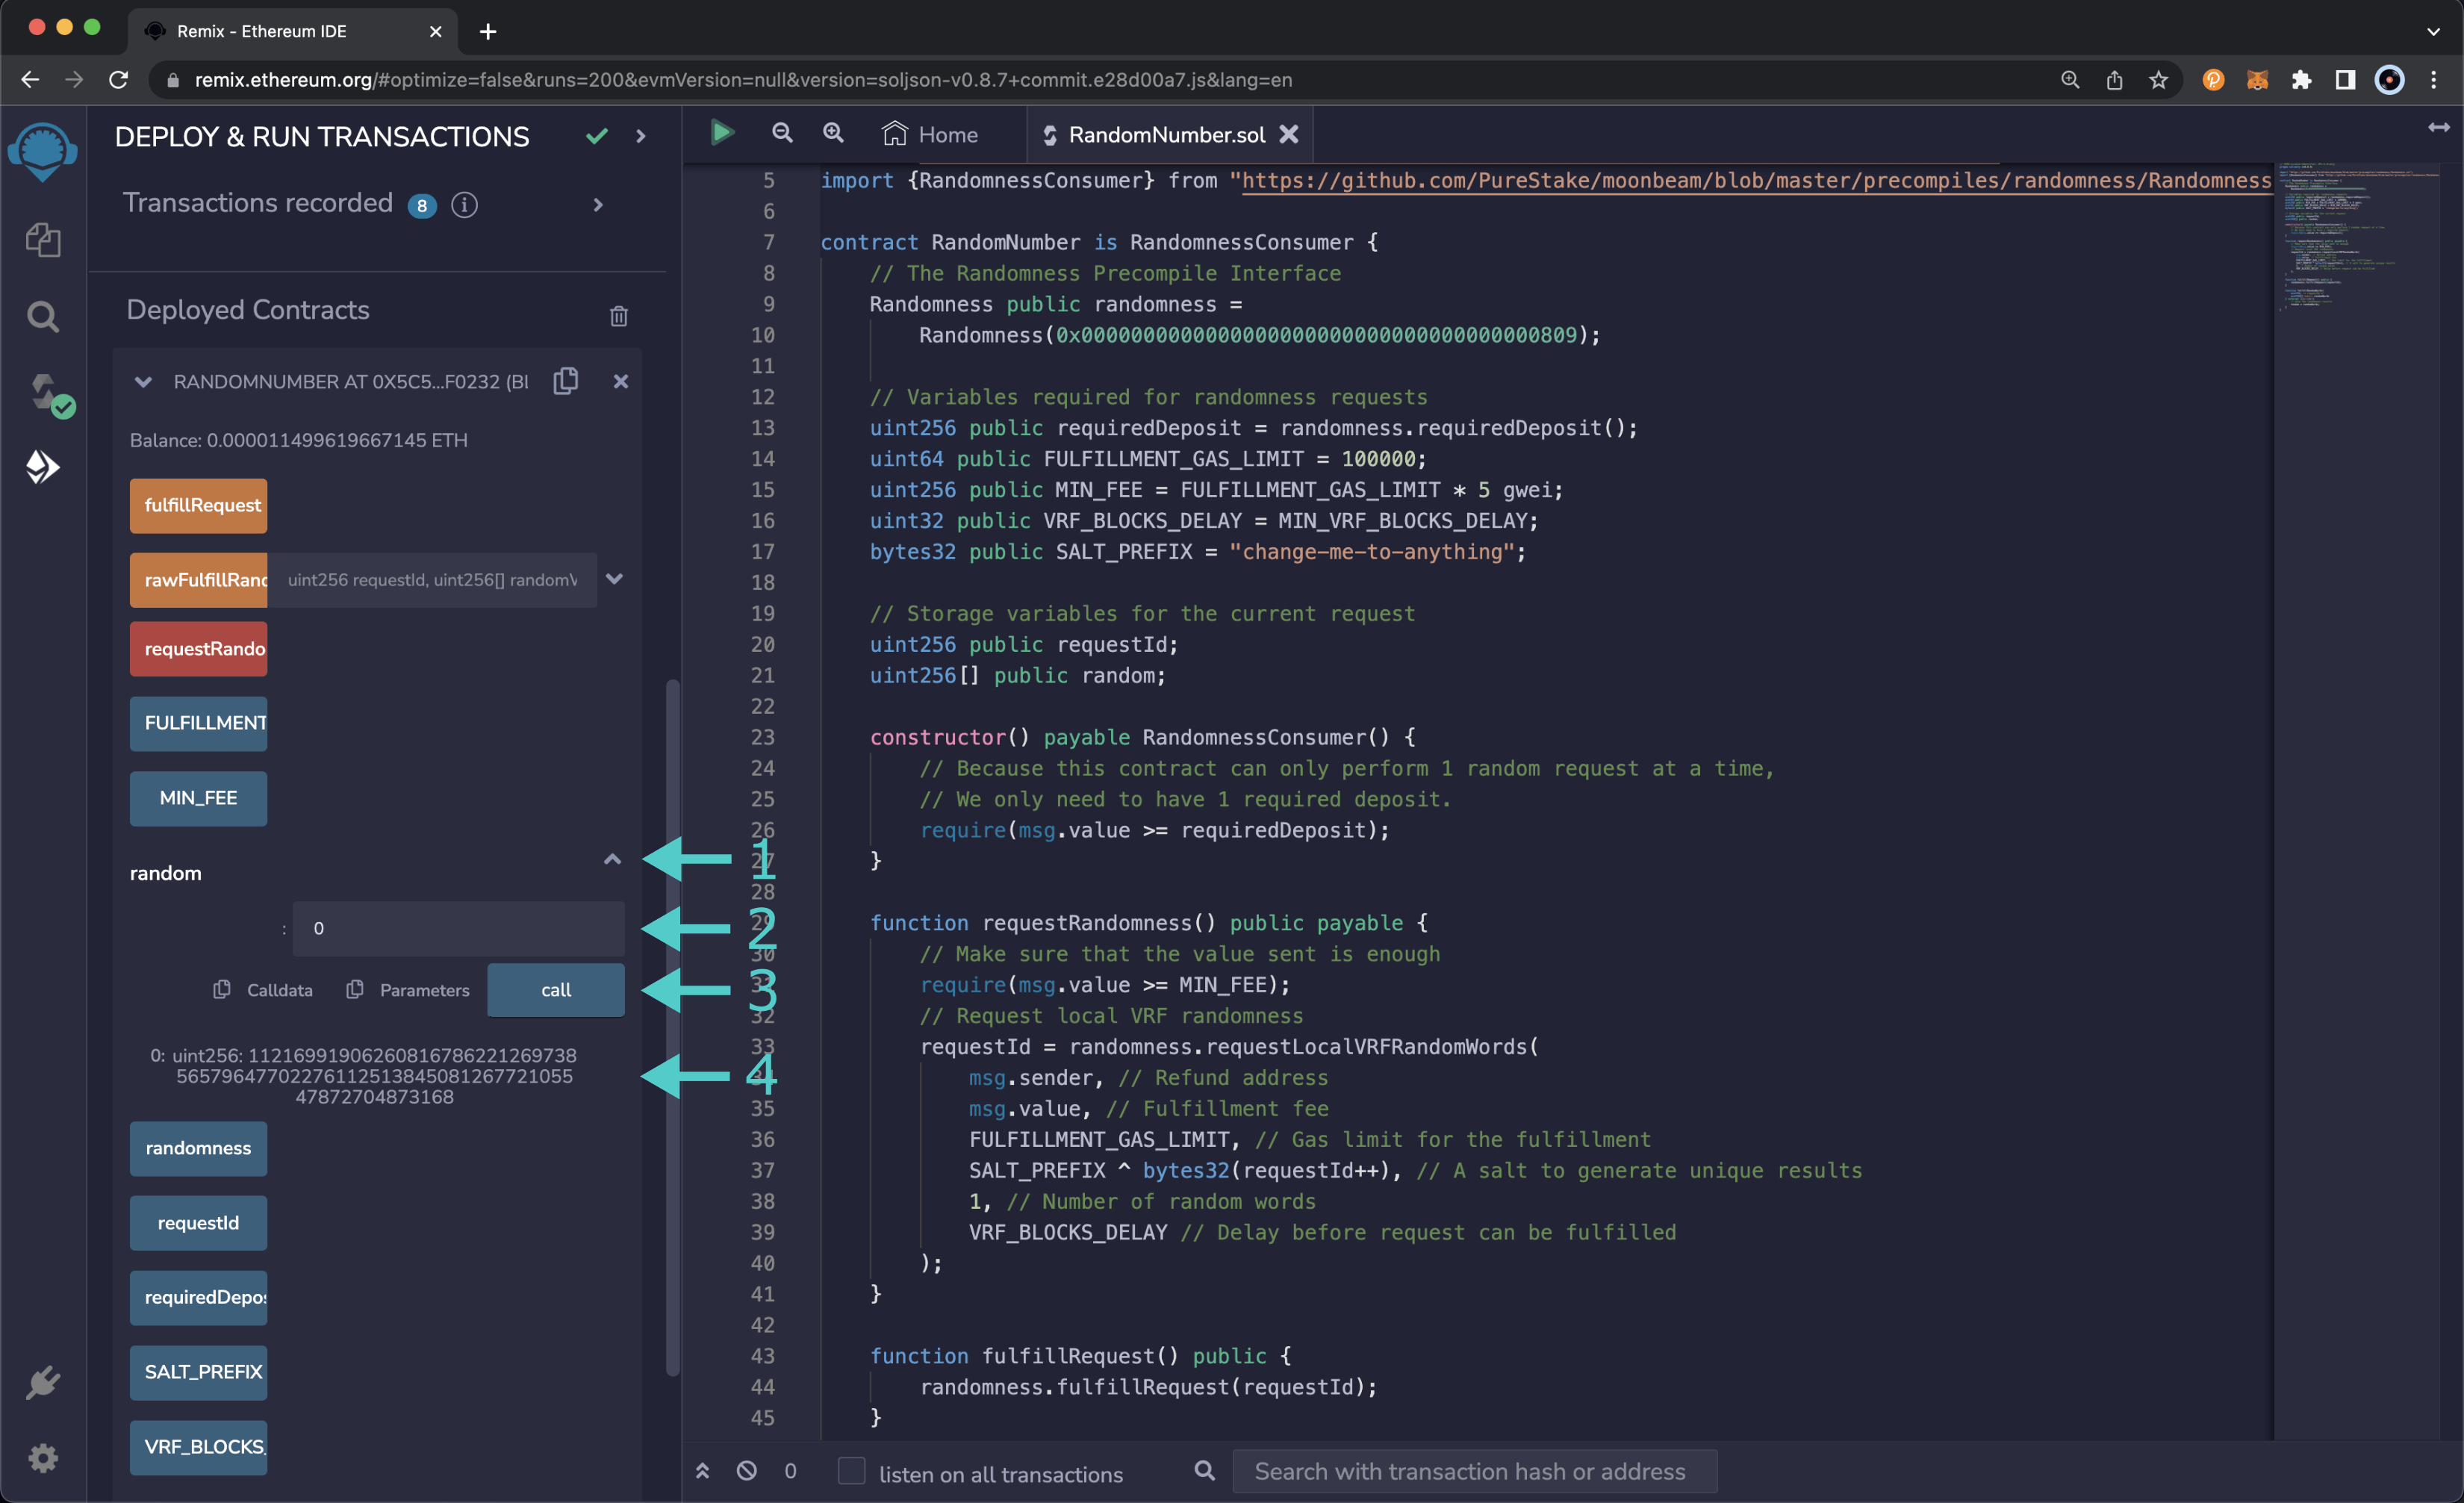 Remix - Ethereum IDE
remix.ethereum.org/#optimize=false&runs=200&evmVersion=null&version=soljson-v0.8.7+commit.e28d00a7.js&lang=en
DEPLOY & RUN TRANSACTIONS
Transactions recorded 8 i
Deployed Contracts
RANDOMNUMBER AT 0X5C5...F0232 (BL
Balance: 0.000011499619667145 ETH
fulfillRequest
rawFulfillRand uint256 requestId, uint256[] randomV
requestRando
FULFILLMENT
MIN_FEE
random
: 0
Calldata Parameters call
0: uint256: 11216991906260816786221269738
565796477022761125138450812677210 55
47872704873168
randomness
requestId
requiredDepos
SALT_PREFIX
VRF_BLOCKS_
1
2
3
4
Home RandomNumber.sol
5 import {RandomnessConsumer} from "https://github.com/PureStake/moonbeam/blob/master/precompiles/randomness/Randomness
6
7 contract RandomNumber is RandomnessConsumer {
8 // The Randomness Precompile Interface
9 Randomness public randomness =
10 Randomness(0x0000000000000000000000000000000000000809);
11
12 // Variables required for randomness requests
13 uint256 public requiredDeposit = randomness.requiredDeposit();
14 uint64 public FULFILLMENT_GAS_LIMIT = 100000;
15 uint256 public MIN_FEE = FULFILLMENT_GAS_LIMIT * 5 gwei;
16 uint32 public VRF_BLOCKS_DELAY = MIN_VRF_BLOCKS_DELAY;
17 bytes32 public SALT_PREFIX = "change-me-to-anything";
18
19 // Storage variables for the current request
20 uint256 public requestId;
21 uint256[] public random;
22
23 constructor() payable RandomnessConsumer() {
24 // Because this contract can only perform 1 random request at a time,
25 // We only need to have 1 required deposit.
26 require(msg.value >= requiredDeposit);
27 }
28
29 function requestRandomness() public payable {
30 // Make sure that the value sent is enough
31 require(msg.value >= MIN_FEE);
32 // Request local VRF randomness
33 requestId = randomness.requestLocalVRFRandomWords(
34 msg.sender, // Refund address
35 msg.value, // Fulfillment fee
36 FULFILLMENT_GAS_LIMIT, // Gas limit for the fulfillment
37 SALT_PREFIX ^ bytes32(requestId++), // A salt to generate unique results
38 1, // Number of random words
39 VRF_BLOCKS_DELAY // Delay before request can be fulfilled
40 );
41 }
42
43 function fulfillRequest() public {
44 randomness.fulfillRequest(requestId);
45 }
0 listen on all transactions Search with transaction hash or address